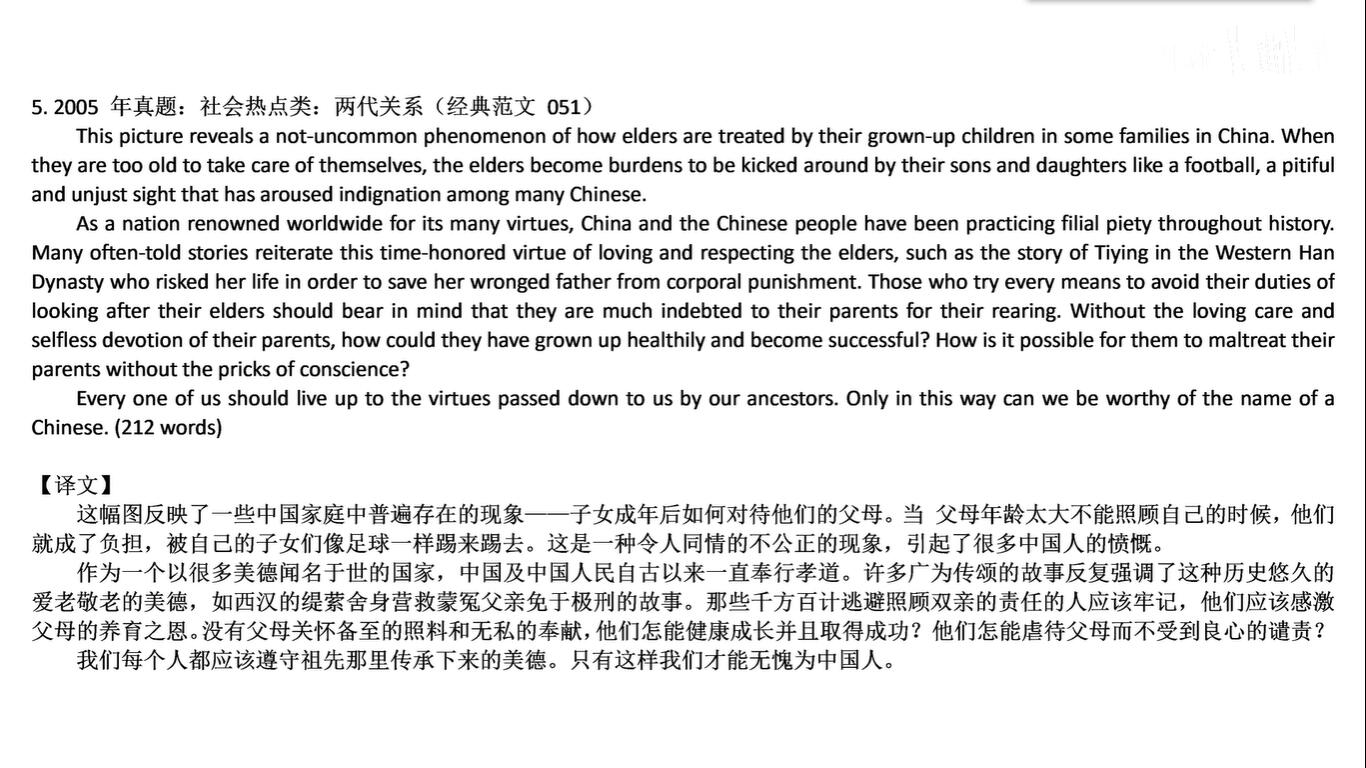 5. 2005 年真题：社会热点类：两代关系（经典范文 051）
This picture reveals a not-uncommon phenomenon of how elders are treated by their grown-up children in some families in China. When
they are too old to take care of themselves, the elders become burdens to be kicked around by their sons and daughters like a football, a pitiful
and unjust sight that has aroused indignation among many Chinese.
As a nation renowned worldwide for its many virtues, China and the Chinese people have been practicing filial piety throughout history.
Many often-told stories reiterate this time-honored virtue of loving and respecting the elders, such as the story of Tiying in the Western Han
Dynasty who risked her life in order to save her wronged father from corporal punishment. Those who try every means to avoid their duties of
looking after their elders should bear in mind that they are much indebted to their parents for their rearing. Without the loving care and
selfless devotion of their parents, how could they have grown up healthily and become successful? How is it possible for them to maltreat their
parents without the pricks of conscience?
Every one of us should live up to the virtues passed down to us by our ancestors. Only in this way can we be worthy of the name of a
Chinese. (212 words)
【译文】
这幅图反映了一些中国家庭中普遍存在的现象——子女成年后如何对待他们的父母。当 父母年龄太大不能照顾自己的时候，他们
就成了负担，被自己的子女们像足球一样踢来踢去。这是一种令人同情的不公正的现象，引起了很多中国人的愤慨。
作为一个以很多美德闻名于世的国家，中国及中国人民自古以来一直奉行孝道。许多广为传颂的故事反复强调了这种历史悠久的
爱老敬老的美德，如西汉的缇萦舍身营救蒙冤父亲免于极刑的故事。那些千方百计逃避照顾双亲的责任的人应该牢记，他们应该感激
父母的养育之恩。没有父母关怀备至的照料和无私的奉献，他们怎能健康成长并且取得成功？他们怎能虐待父母而不受到良心的谴责？
我们每个人都应该遵守祖先那里传承下来的美德。只有这样我们才能无愧为中国人。